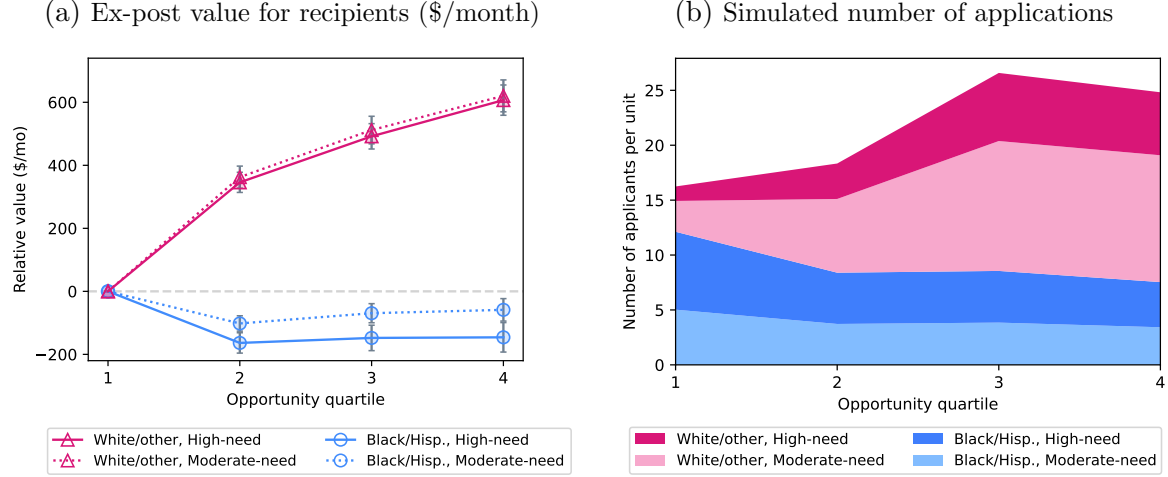 (a) Ex-post value for recipients ($/month)
Relative value ($/mo)
600
400
200
0
−200
1 2 3 4
Opportunity quartile
White/other, High-need
White/other, Moderate-need
Black/Hisp., High-need
Black/Hisp., Moderate-need
(b) Simulated number of applications
Number of applicants per unit
25
20
15
10
5
0
1 2 3 4
Opportunity quartile
White/other, High-need
White/other, Moderate-need
Black/Hisp., High-need
Black/Hisp., Moderate-need